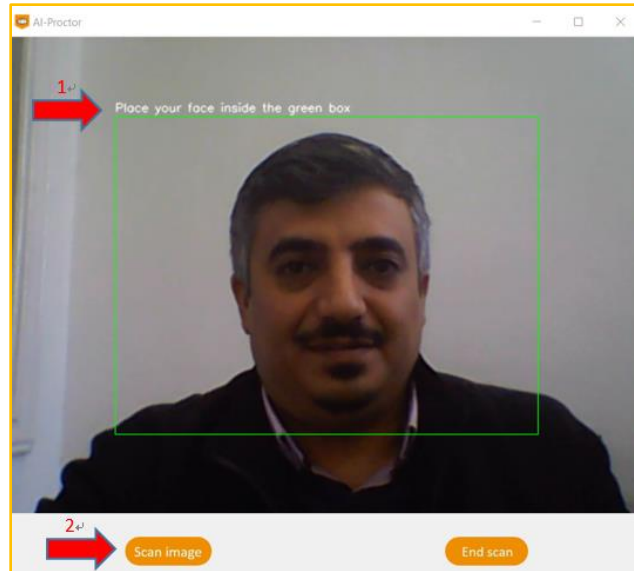 AI-Proctor
1
Place your face inside the green box
2
Scan image
End scan